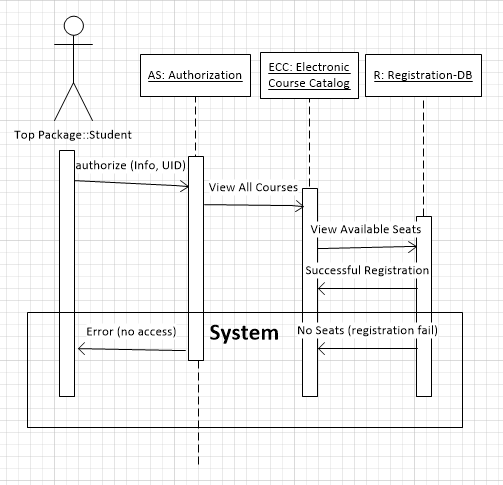 AS: Authorization
ECC: Electronic
Course Catalog
R: Registration-DB
Top Package::Student
authorize (Info, UID)
View All Courses
View Available Seats
Successful Registration
Error (no access)
System
No Seats (registration fail)